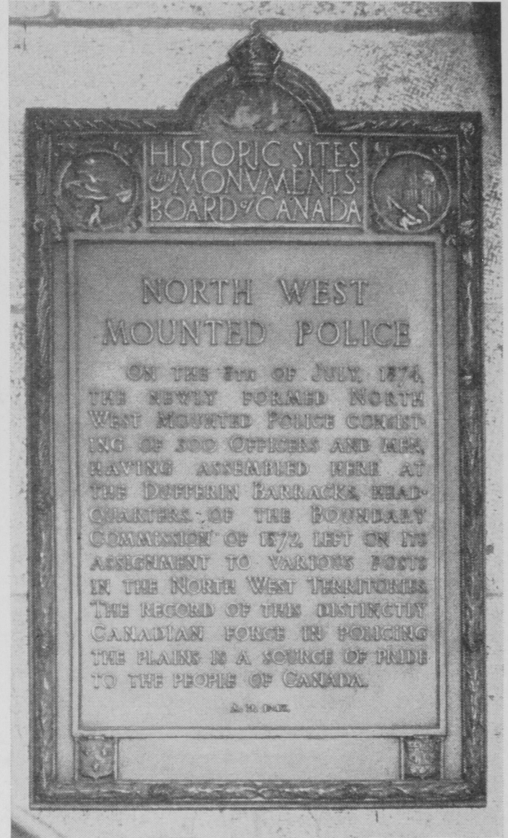 HISTORIC SITES
and MONVMENTS
BOARD of CANADA
NORTH WEST
MOUNTED POLICE
ON THE 8TH OF JULY, 1874,
THE NEWLY FORMED NORTH
WEST MOUNTED POLICE CONSIST-
ING OF 300 OFFICERS AND MEN,
HAVING ASSEMBLED HERE AT
THE DUFFERIN BARRACKS, HEAD-
QUARTERS OF THE BOUNDARY
COMMISSION OF 1872, LEFT ON ITS
ASSIGNMENT TO VARIOUS POSTS
IN THE NORTH WEST TERRITORIES.
THE RECORD OF THIS DISTINCTLY
CANADIAN FORCE IN POLICING
THE PLAINS IS A SOURCE OF PRIDE
TO THE PEOPLE OF CANADA.